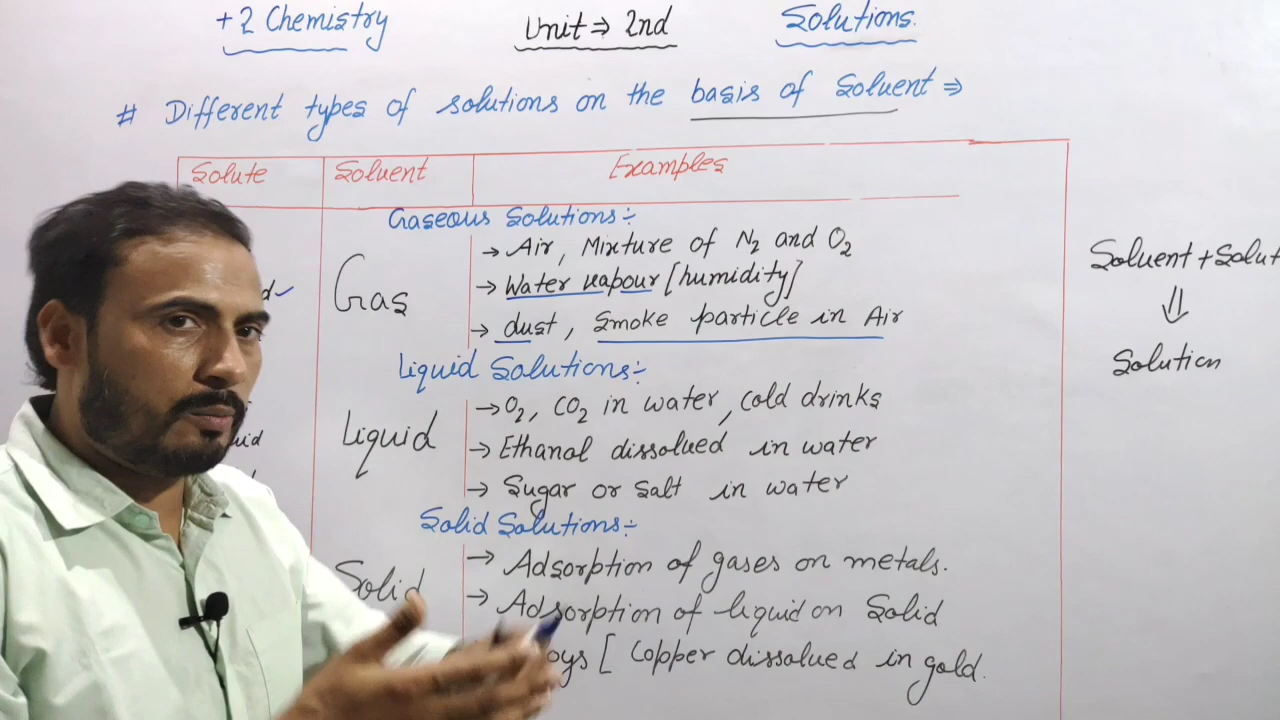 +2 Chemistry Unit ⇒ 2nd Solutions.
# Different types of solutions on the basis of Solvent ⇒
Solute Solvent Examples
Gaseous Solutions :-
Gas
→ Air, Mixture of N₂ and O₂
→ Water vapour [humidity]
→ dust, Smoke particle in Air
Liquid Solutions :-
Liquid
→ O₂, CO₂ in water, cold drinks
→ Ethanol dissolved in water
→ Sugar or Salt in water
Solid Solutions :-
Solid
→ Adsorption of gases on metals.
→ Adsorption of liquid on Solid
[ Copper dissolved in gold.
Solvent + Solut
⇓
Solution